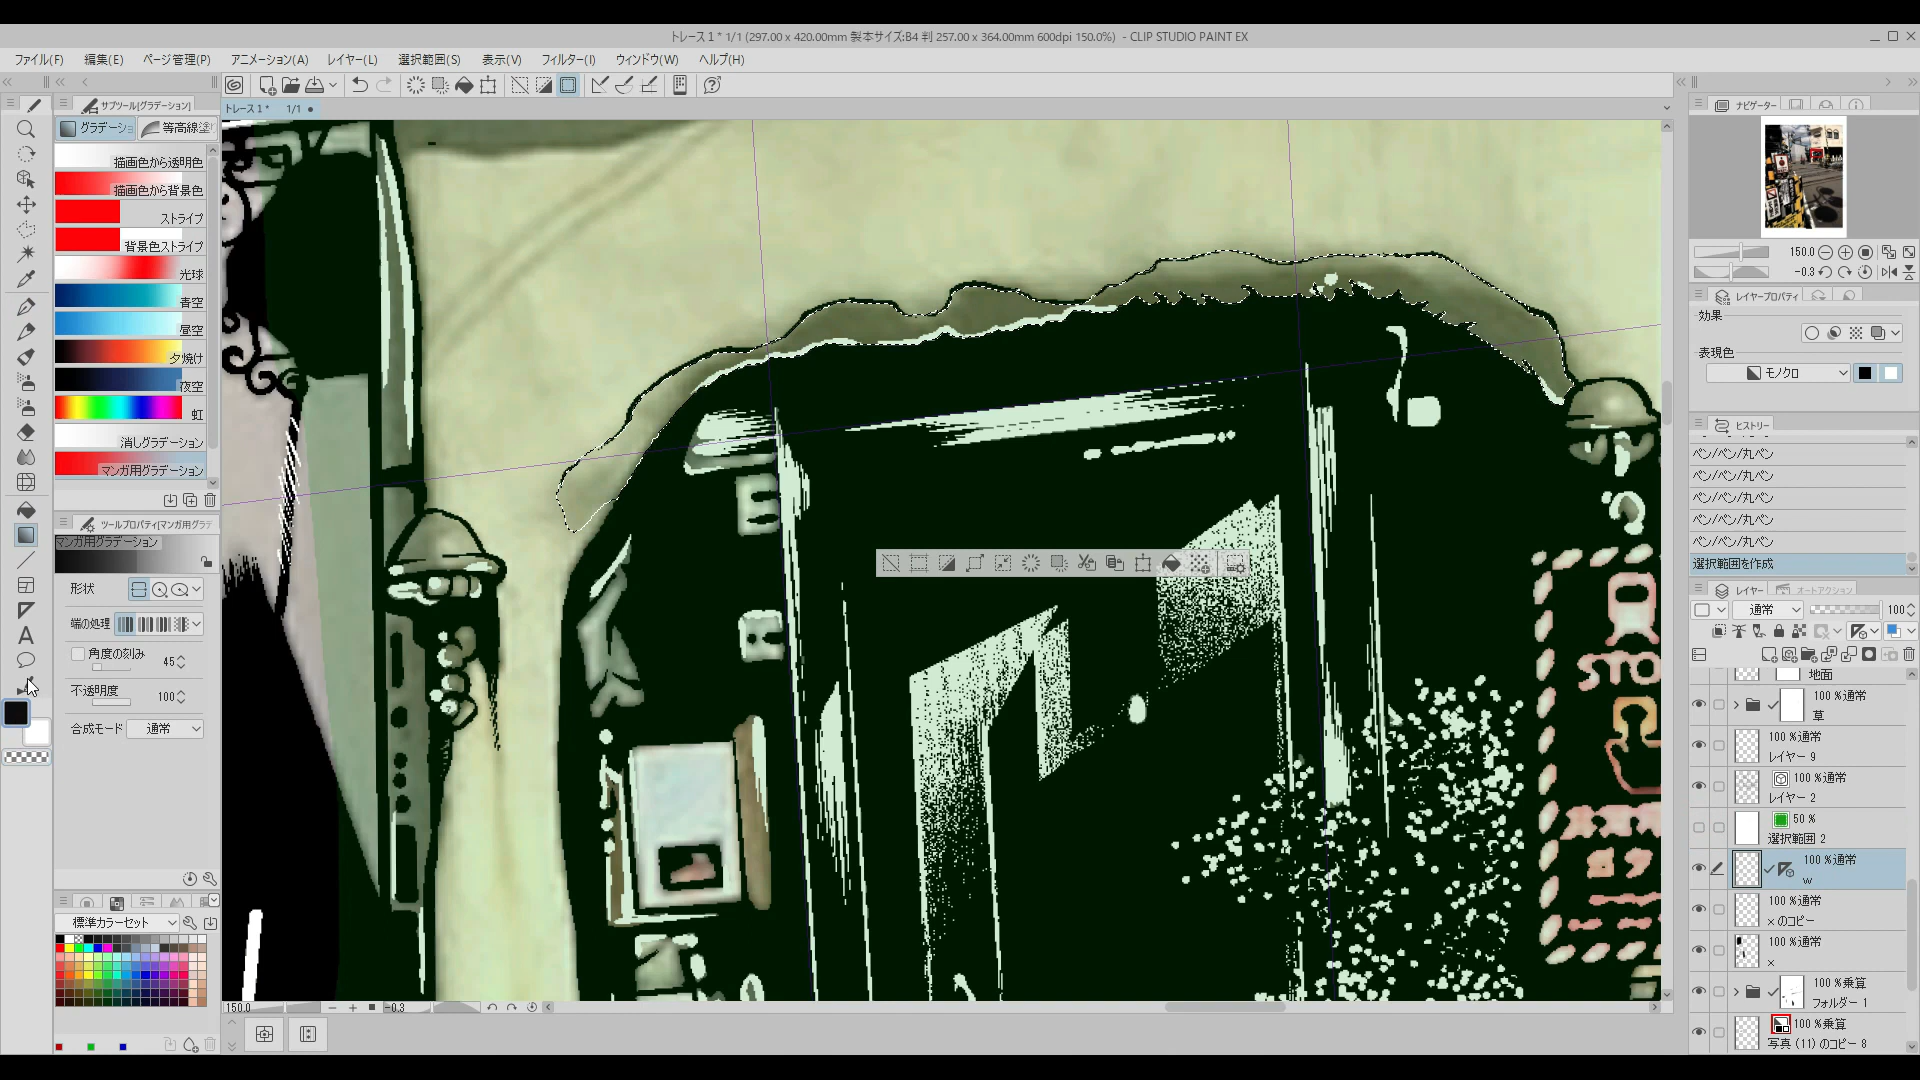 トレース１* 1/1 (297.00 x 420.00mm 製本サイズ:B4 判 257.00 x 364.00mm 600dpi 150.0%) - CLIP STUDIO PAINT EX
ファイル(F) 編集(E) ページ管理(P) アニメーション(A) レイヤー(L) 選択範囲(S) 表示(V) フィルター(I) ウィンドウ(W) ヘルプ(H)
サブツール[グラデーション]
トレース１* 1/1
ナビゲーター
グラデーショ 等高線塗
描画色から透明色
描画色から背景色
ストライプ
背景色ストライプ
光球
青空
昼空
夕焼け
夜空
虹
消しグラデーション
マンガ用グラデーション
ツールプロパティ[マンガ用グラデ
マンガ用グラデーション
形状
端の処理
角度の刻み 45
不透明度 100
合成モード 通常
標準カラーセット
150.0 -0.3
150.0
-0.3
レイヤープロパティ
効果
表現色
モノクロ
ヒストリー
ペン/ペン/丸ペン
ペン/ペン/丸ペン
ペン/ペン/丸ペン
ペン/ペン/丸ペン
ペン/ペン/丸ペン
選択範囲を作成
レイヤー オートアクション
通常 100
地面
100 %通常
草
100 %通常
レイヤー 9
100 %通常
レイヤー 2
50 %
選択範囲 2
100 %通常
w
100 %通常
× のコピー
100 %通常
×
100 %乗算
フォルダー 1
100 %乗算
写真 (11) のコピー 8
STO